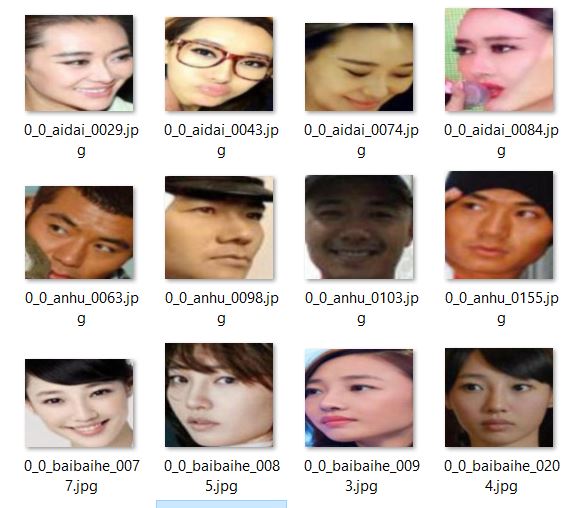 0_0_aidai_0029.jp
g
0_0_aidai_0043.jp
g
0_0_aidai_0074.jp
g
0_0_aidai_0084.jp
g
0_0_anhu_0063.jp
g
0_0_anhu_0098.jp
g
0_0_anhu_0103.jp
g
0_0_anhu_0155.jp
g
0_0_baibaihe_007
7.jpg
0_0_baibaihe_008
5.jpg
0_0_baibaihe_009
3.jpg
0_0_baibaihe_020
4.jpg